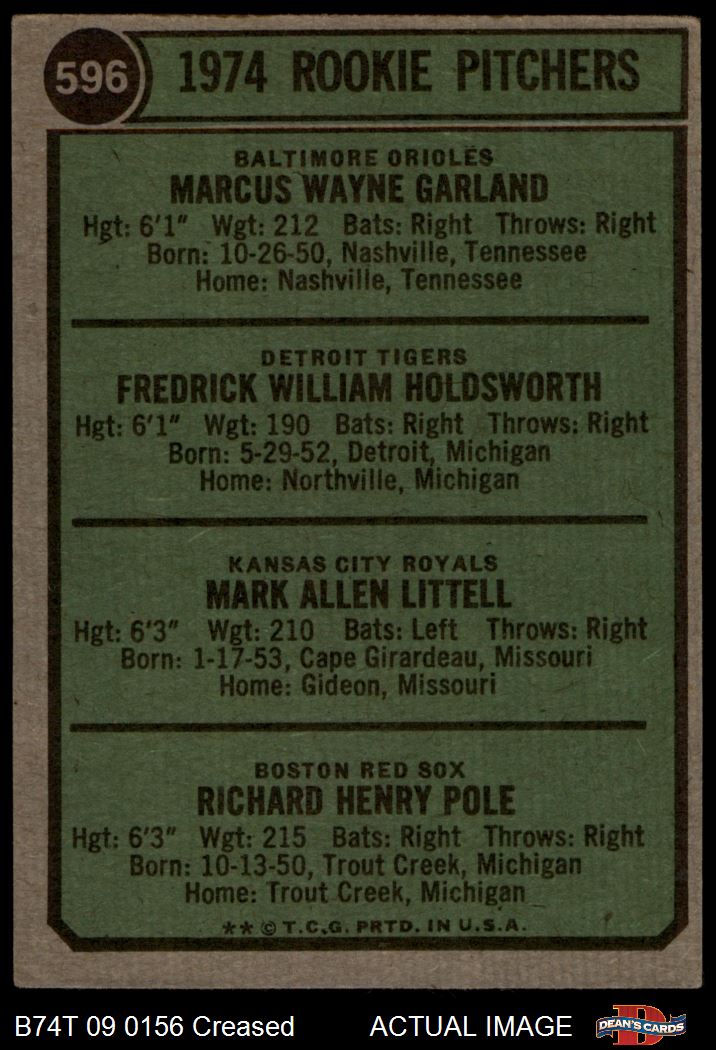 596
1974 ROOKIE PITCHERS
BALTIMORE ORIOLES
MARCUS WAYNE GARLAND
Hgt: 6'1" Wgt: 212 Bats: Right Throws: Right
Born: 10-26-50, Nashville, Tennessee
Home: Nashville, Tennessee
DETROIT TIGERS
FREDRICK WILLIAM HOLDSWORTH
Hgt: 6'1" Wgt: 190 Bats: Right Throws: Right
Born: 5-29-52, Detroit, Michigan
Home: Northville, Michigan
KANSAS CITY ROYALS
MARK ALLEN LITTELL
Hgt: 6'3" Wgt: 210 Bats: Left Throws: Right
Born: 1-17-53, Cape Girardeau, Missouri
Home: Gideon, Missouri
BOSTON RED SOX
RICHARD HENRY POLE
Hgt: 6'3" Wgt: 215 Bats: Right Throws: Right
Born: 10-13-50, Trout Creek, Michigan
Home: Trout Creek, Michigan
** © T.C.G. PRTD. IN U.S.A.
B74T 09 0156 Creased ACTUAL IMAGE
D
DEAN'S CARDS